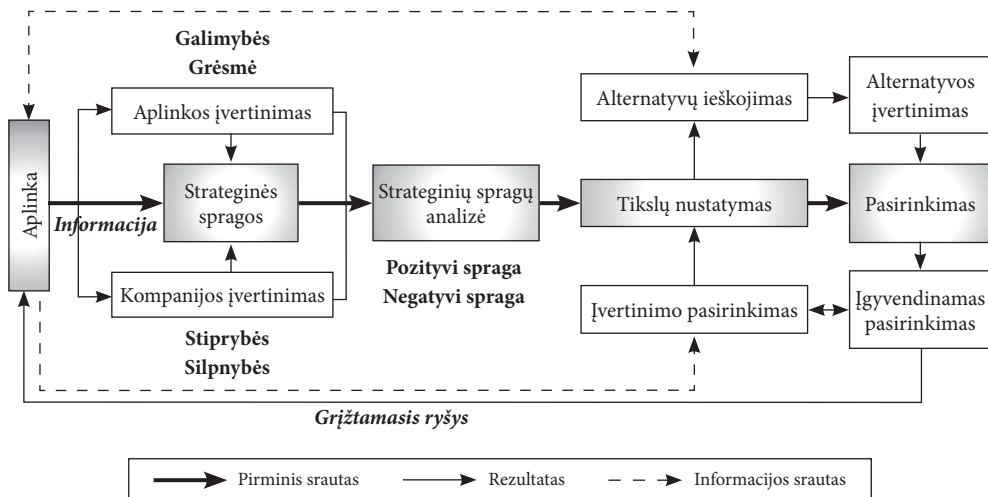 Galimybės
Grėsmė
Aplinka
Informacija
Aplinkos įvertinimas
Strateginės
spragos
Kompanijos įvertinimas
Stiprybės
Silpnybės
Strateginių spragų
analizė
Pozityvi spraga
Negatyvi spraga
Alternatyvų ieškojimas
Tikslų nustatymas
Įvertinimo pasirinkimas
Alternatyvos
įvertinimas
Pasirinkimas
Įgyvendinamas
pasirinkimas
Grįžtamasis ryšys
Pirminis srautas
Rezultatas
Informacijos srautas